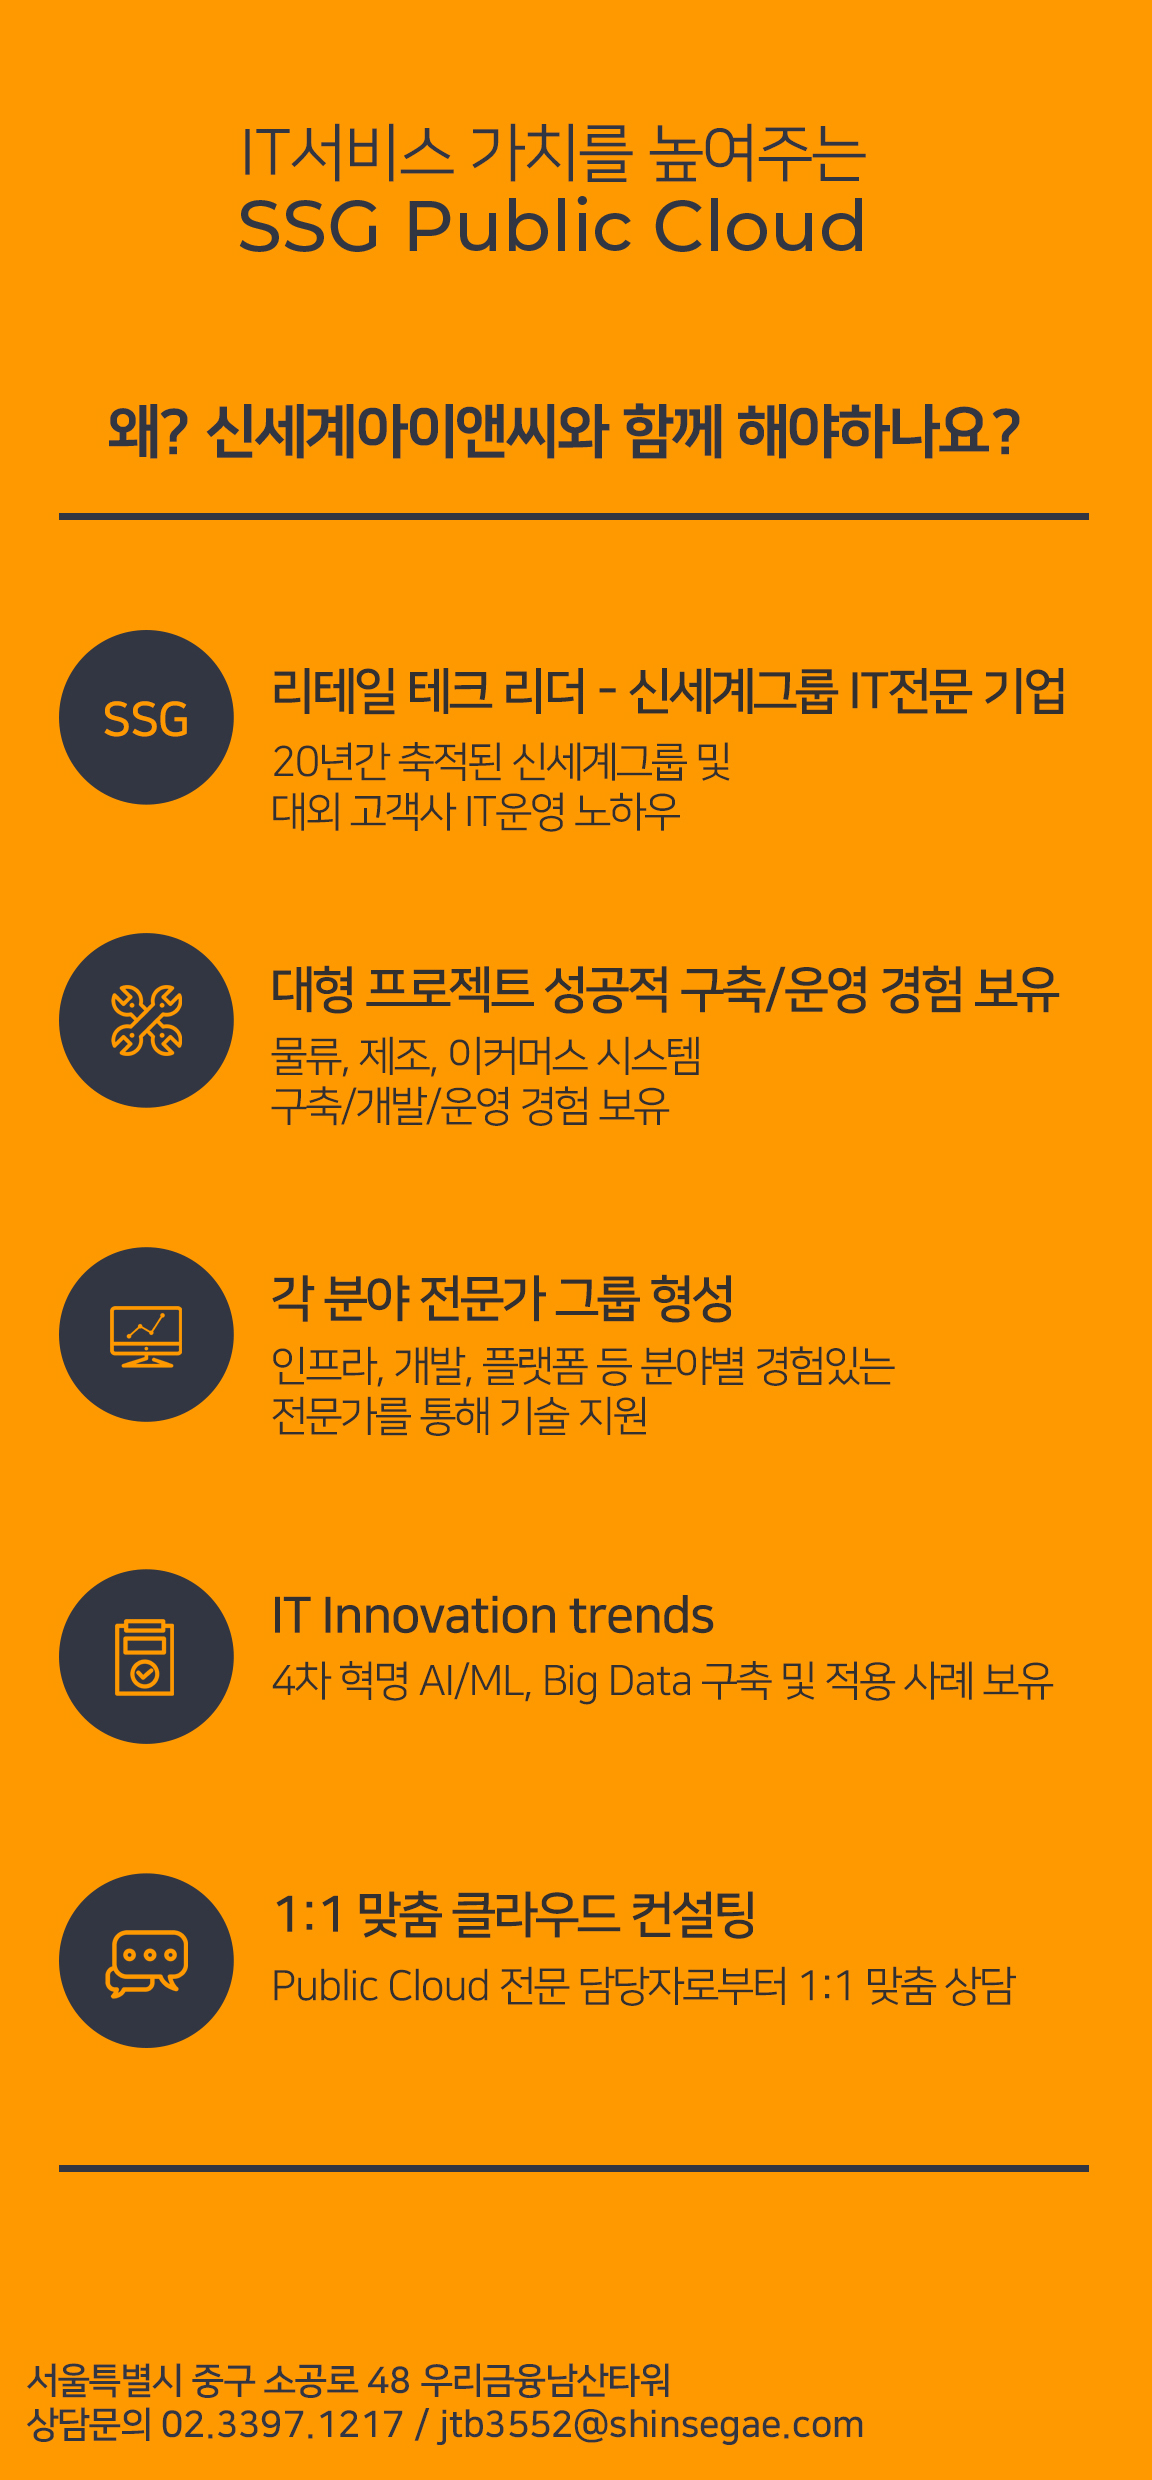 IT서비스 가치를 높여주는
SSG Public Cloud
왜? 신세계아이앤씨와 함께 해야하나요?
SSG
리테일 테크 리더 - 신세계그룹 IT전문 기업
20년간 축적된 신세계그룹 및
대외 고객사 IT운영 노하우
대형 프로젝트 성공적 구축/운영 경험 보유
물류, 제조, 이커머스 시스템
구축/개발/운영 경험 보유
각 분야 전문가 그룹 형성
인프라, 개발, 플랫폼 등 분야별 경험있는
전문가를 통해 기술 지원
IT Innovation trends
4차 혁명 AI/ML, Big Data 구축 및 적용 사례 보유
1:1 맞춤 클라우드 컨설팅
Public Cloud 전문 담당자로부터 1:1 맞춤 상담
서울특별시 중구 소공로 48 우리금융남산타워
상담문의 02.3397.1217 / jtb3552@shinsegae.com